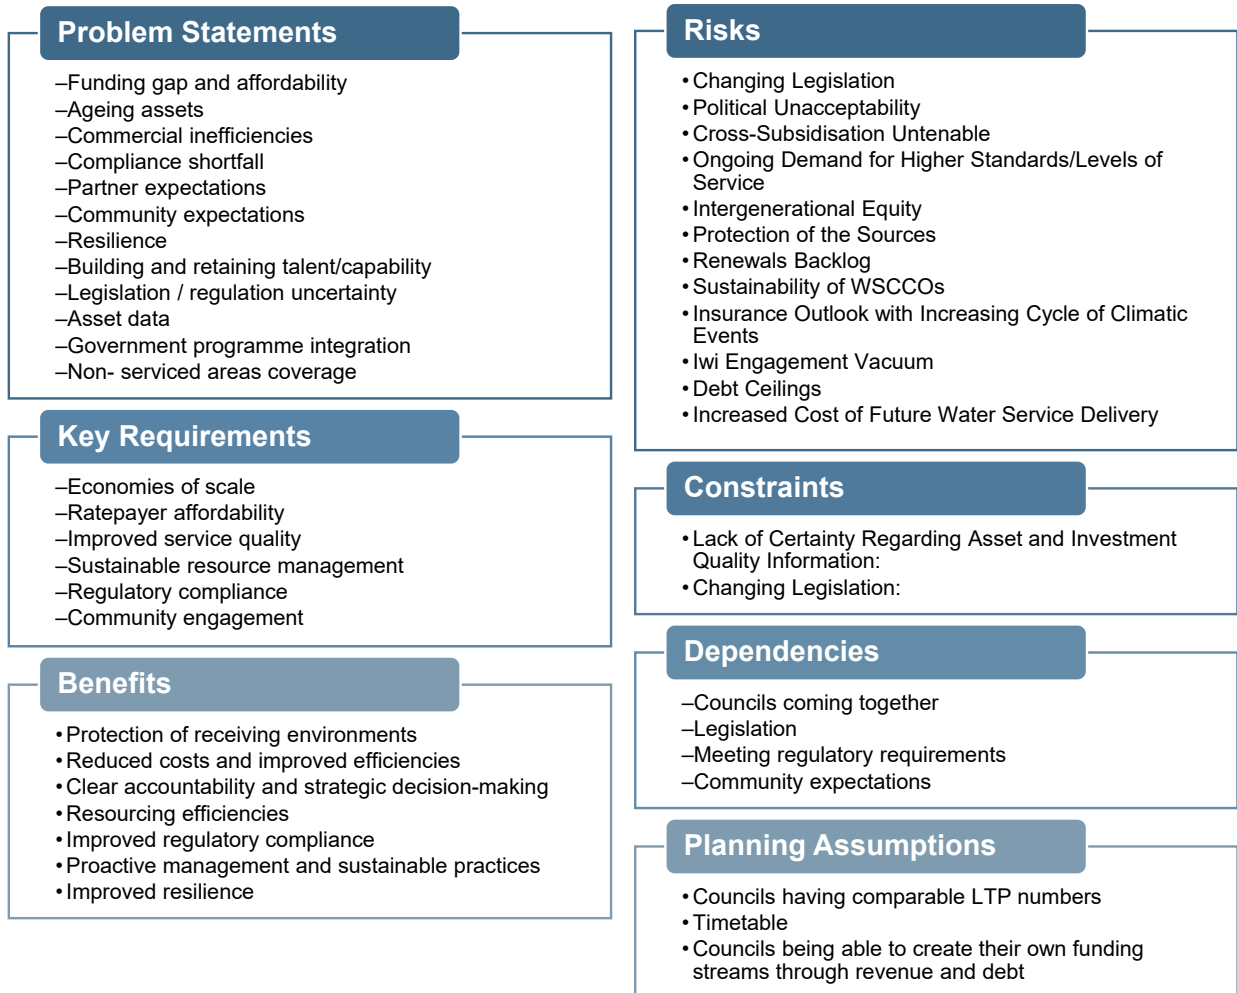 Problem Statements
–Funding gap and affordability
–Ageing assets
–Commercial inefficiencies
–Compliance shortfall
–Partner expectations
–Community expectations
–Resilience
–Building and retaining talent/capability
–Legislation / regulation uncertainty
–Asset data
–Government programme integration
–Non- serviced areas coverage
Key Requirements
–Economies of scale
–Ratepayer affordability
–Improved service quality
–Sustainable resource management
–Regulatory compliance
–Community engagement
Benefits
•Protection of receiving environments
•Reduced costs and improved efficiencies
•Clear accountability and strategic decision-making
•Resourcing efficiencies
•Improved regulatory compliance
•Proactive management and sustainable practices
•Improved resilience
Risks
•Changing Legislation
•Political Unacceptability
•Cross-Subsidisation Untenable
•Ongoing Demand for Higher Standards/Levels of
Service
•Intergenerational Equity
•Protection of the Sources
•Renewals Backlog
•Sustainability of WSCCOs
•Insurance Outlook with Increasing Cycle of Climatic
Events
•Iwi Engagement Vacuum
•Debt Ceilings
•Increased Cost of Future Water Service Delivery
Constraints
•Lack of Certainty Regarding Asset and Investment
Quality Information:
•Changing Legislation:
Dependencies
–Councils coming together
–Legislation
–Meeting regulatory requirements
–Community expectations
Planning Assumptions
•Councils having comparable LTP numbers
•Timetable
•Councils being able to create their own funding
streams through revenue and debt